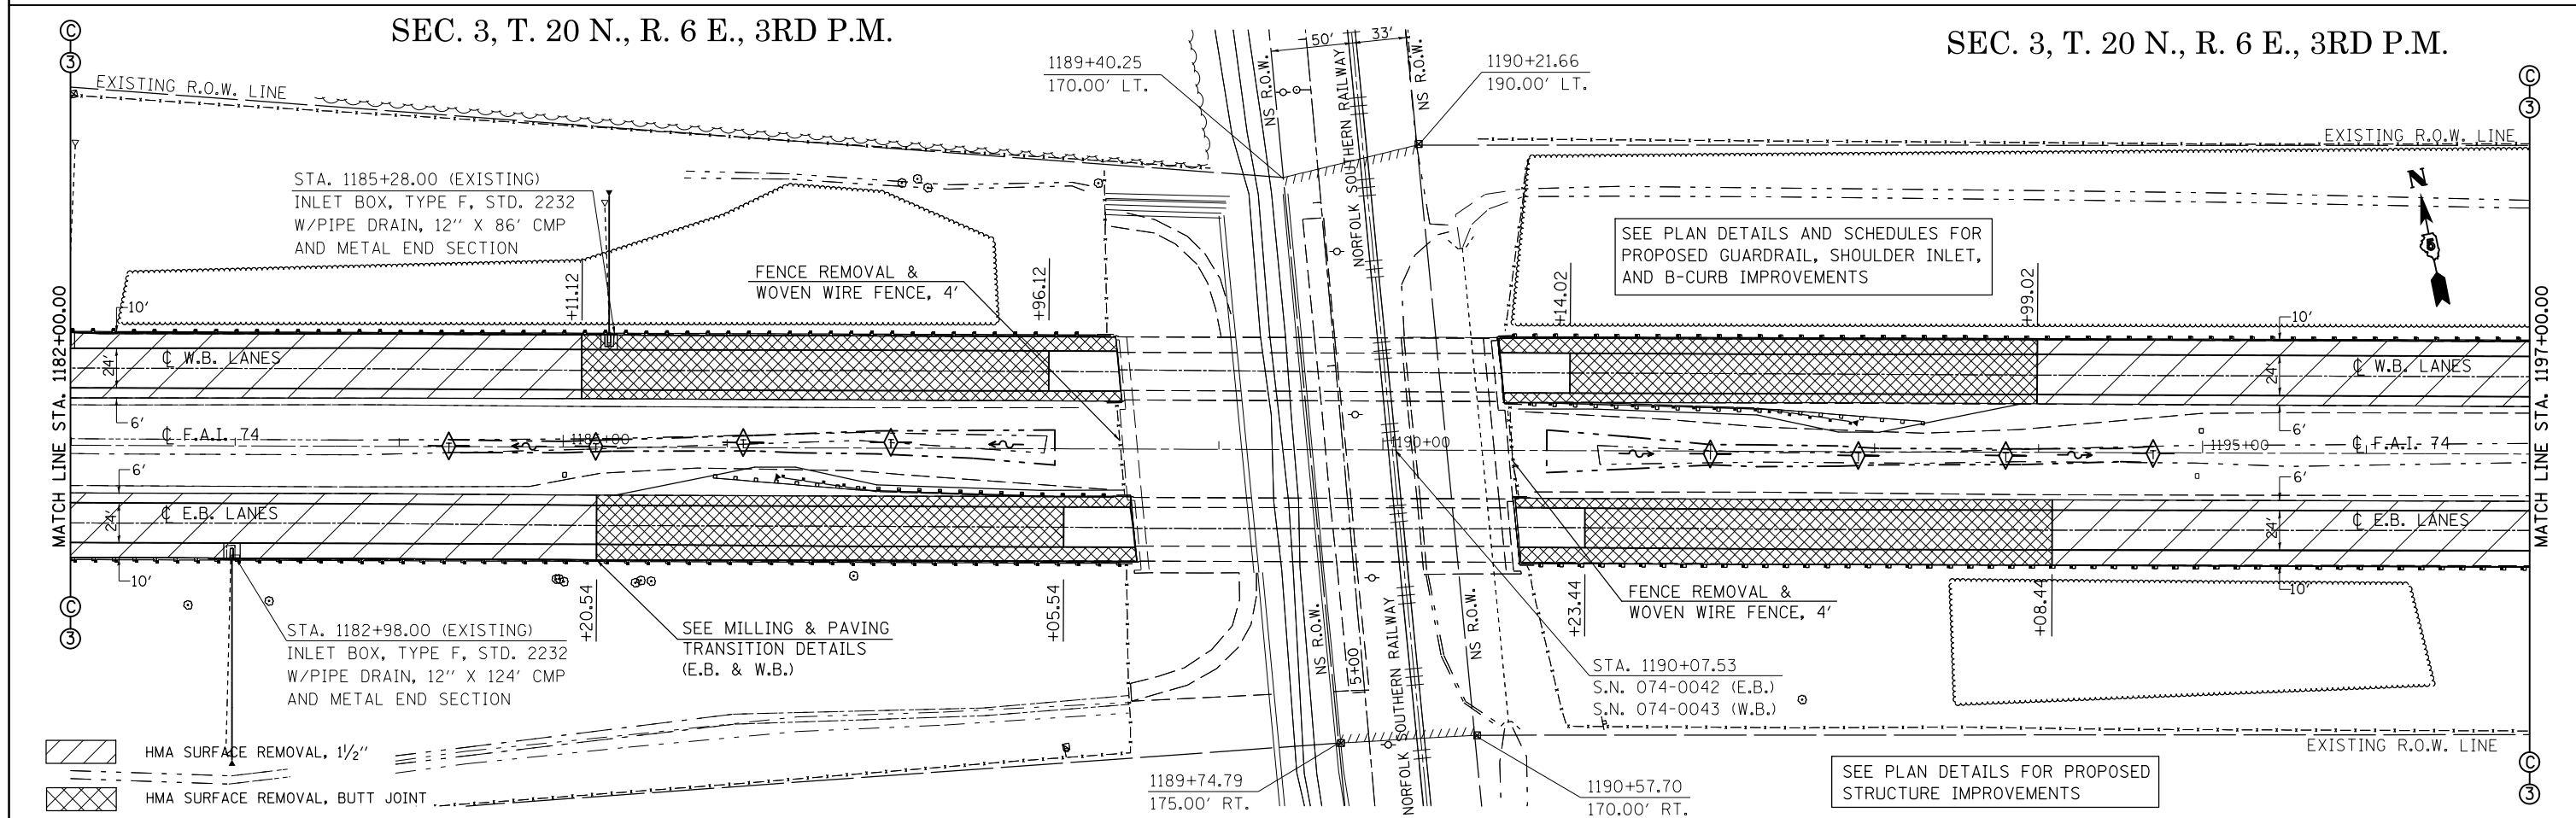 SEC. 3, T. 20 N., R. 6 E., 3RD P.M.
SEC. 3, T. 20 N., R. 6 E., 3RD P.M.
C
3
C
3
EXISTING R.O.W. LINE
1189+40.25
170.00' LT.
50'
33'
NS R.O.W.
NORFOLK SOUTHERN RAILWAY
NS R.O.W.
1190+21.66
190.00' LT.
EXISTING R.O.W. LINE
STA. 1185+28.00 (EXISTING)
INLET BOX, TYPE F, STD. 2232
W/PIPE DRAIN, 12" X 86' CMP
AND METAL END SECTION
FENCE REMOVAL &
WOVEN WIRE FENCE, 4'
SEE PLAN DETAILS AND SCHEDULES FOR
PROPOSED GUARDRAIL, SHOULDER INLET,
AND B-CURB IMPROVEMENTS
N
MATCH LINE STA. 1182+00.00
10'
+11.12
+96.12
+14.02
+99.02
10'
MATCH LINE STA. 1197+00.00
24'
℄ W.B. LANES
24'
℄ W.B. LANES
6'
6'
℄ F.A.I. 74
1185+00
1190+00
1195+00
℄ F.A.I. 74
T
T
T
T
T
T
T
T
6'
6'
24'
℄ E.B. LANES
24'
℄ E.B. LANES
10'
10'
+20.54
+05.54
+23.44
+08.44
C
3
STA. 1182+98.00 (EXISTING)
INLET BOX, TYPE F, STD. 2232
W/PIPE DRAIN, 12" X 124' CMP
AND METAL END SECTION
SEE MILLING & PAVING
TRANSITION DETAILS
(E.B. & W.B.)
FENCE REMOVAL &
WOVEN WIRE FENCE, 4'
NS R.O.W.
5+00
NORFOLK SOUTHERN RAILWAY
NS R.O.W.
STA. 1190+07.53
S.N. 074-0042 (E.B.)
S.N. 074-0043 (W.B.)
HMA SURFACE REMOVAL, 1½"
HMA SURFACE REMOVAL, BUTT JOINT
1189+74.79
175.00' RT.
1190+57.70
170.00' RT.
SEE PLAN DETAILS FOR PROPOSED
STRUCTURE IMPROVEMENTS
EXISTING R.O.W. LINE
C
3